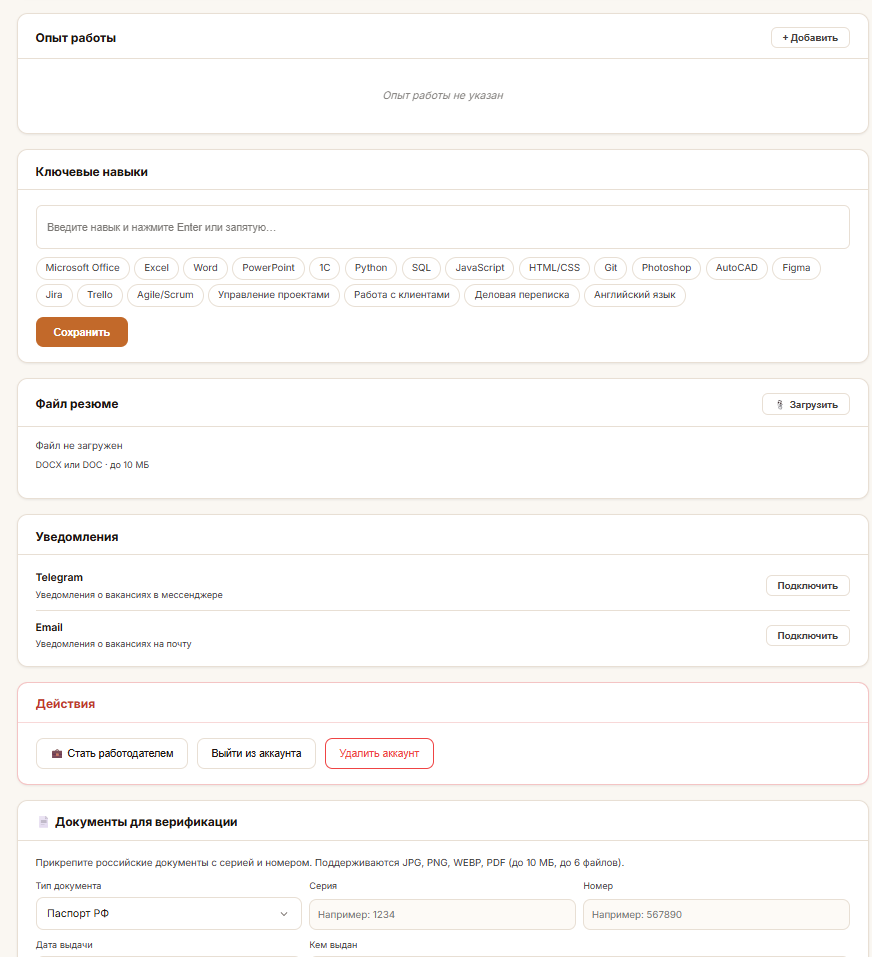 Опыт работы
+ Добавить
Опыт работы не указан
Ключевые навыки
Введите навык и нажмите Enter или запятую...
Microsoft Office Excel Word PowerPoint 1C Python SQL JavaScript HTML/CSS Git Photoshop AutoCAD Figma
Jira Trello Agile/Scrum Управление проектами Работа с клиентами Деловая переписка Английский язык
Сохранить
Файл резюме
Загрузить
Файл не загружен
DOCX или DOC · до 10 МБ
Уведомления
Telegram
Уведомления о вакансиях в мессенджере
Подключить
Email
Уведомления о вакансиях на почту
Подключить
Действия
Стать работодателем Выйти из аккаунта Удалить аккаунт
Документы для верификации
Прикрепите российские документы с серией и номером. Поддерживаются JPG, PNG, WEBP, PDF (до 10 МБ, до 6 файлов).
Тип документа Серия Номер
Паспорт РФ Например: 1234 Например: 567890
Дата выдачи Кем выдан